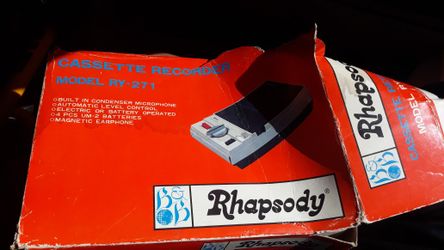 CASSETTE RECORDER
MODEL RY-271
○BUILT IN CONDENSER MICROPHONE
○AUTOMATIC LEVEL CONTROL
○ELECTRIC OR BATTERY OPERATED
○4 PCS UM-2 BATTERIES
○MAGNETIC EARPHONE
R&B
Rhapsody®
Rhapsody
CASSETTE
MODEL